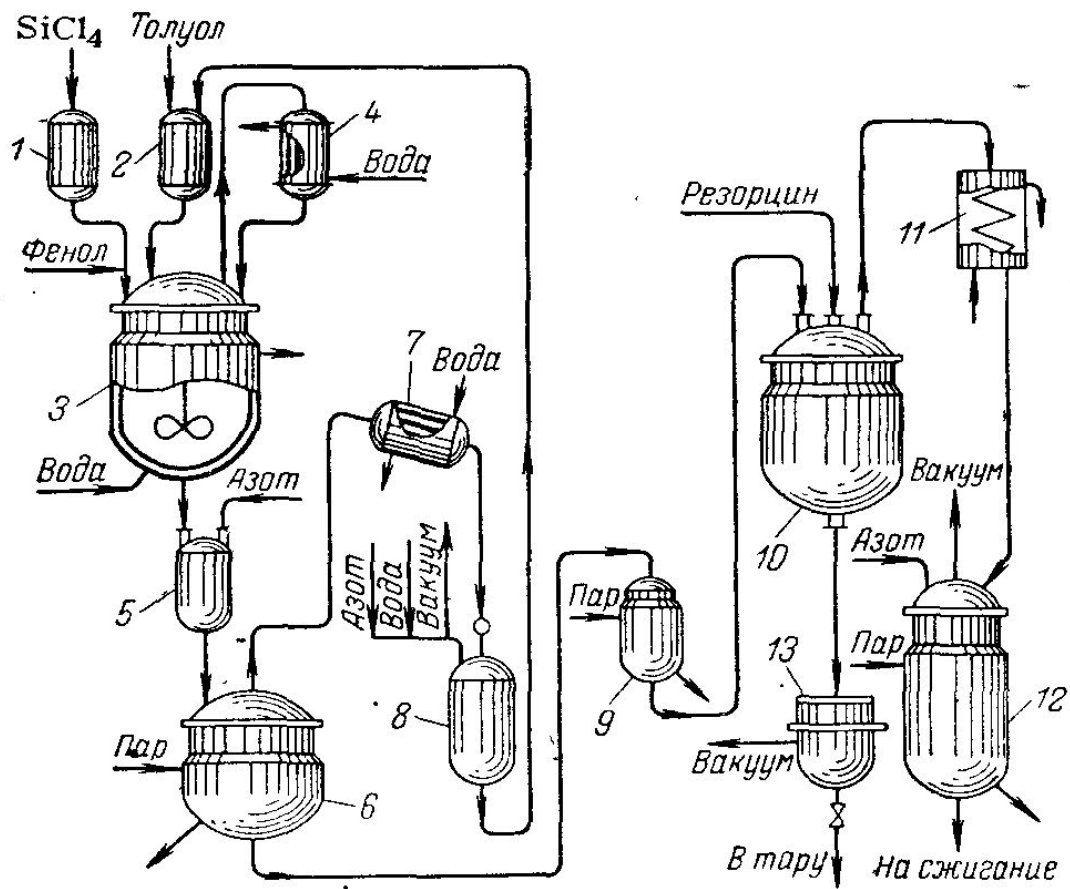 SiCl4
Толуол
1
2
4
Вода
Фенол
3
Вода
Азот
5
7
Вода
Азот
Вода
Вакуум
8
Пар
6
Резорцин
11
10
Вакуум
Азот
Пар
9
13
Пар
12
Вакуум
В тару
На сжигание